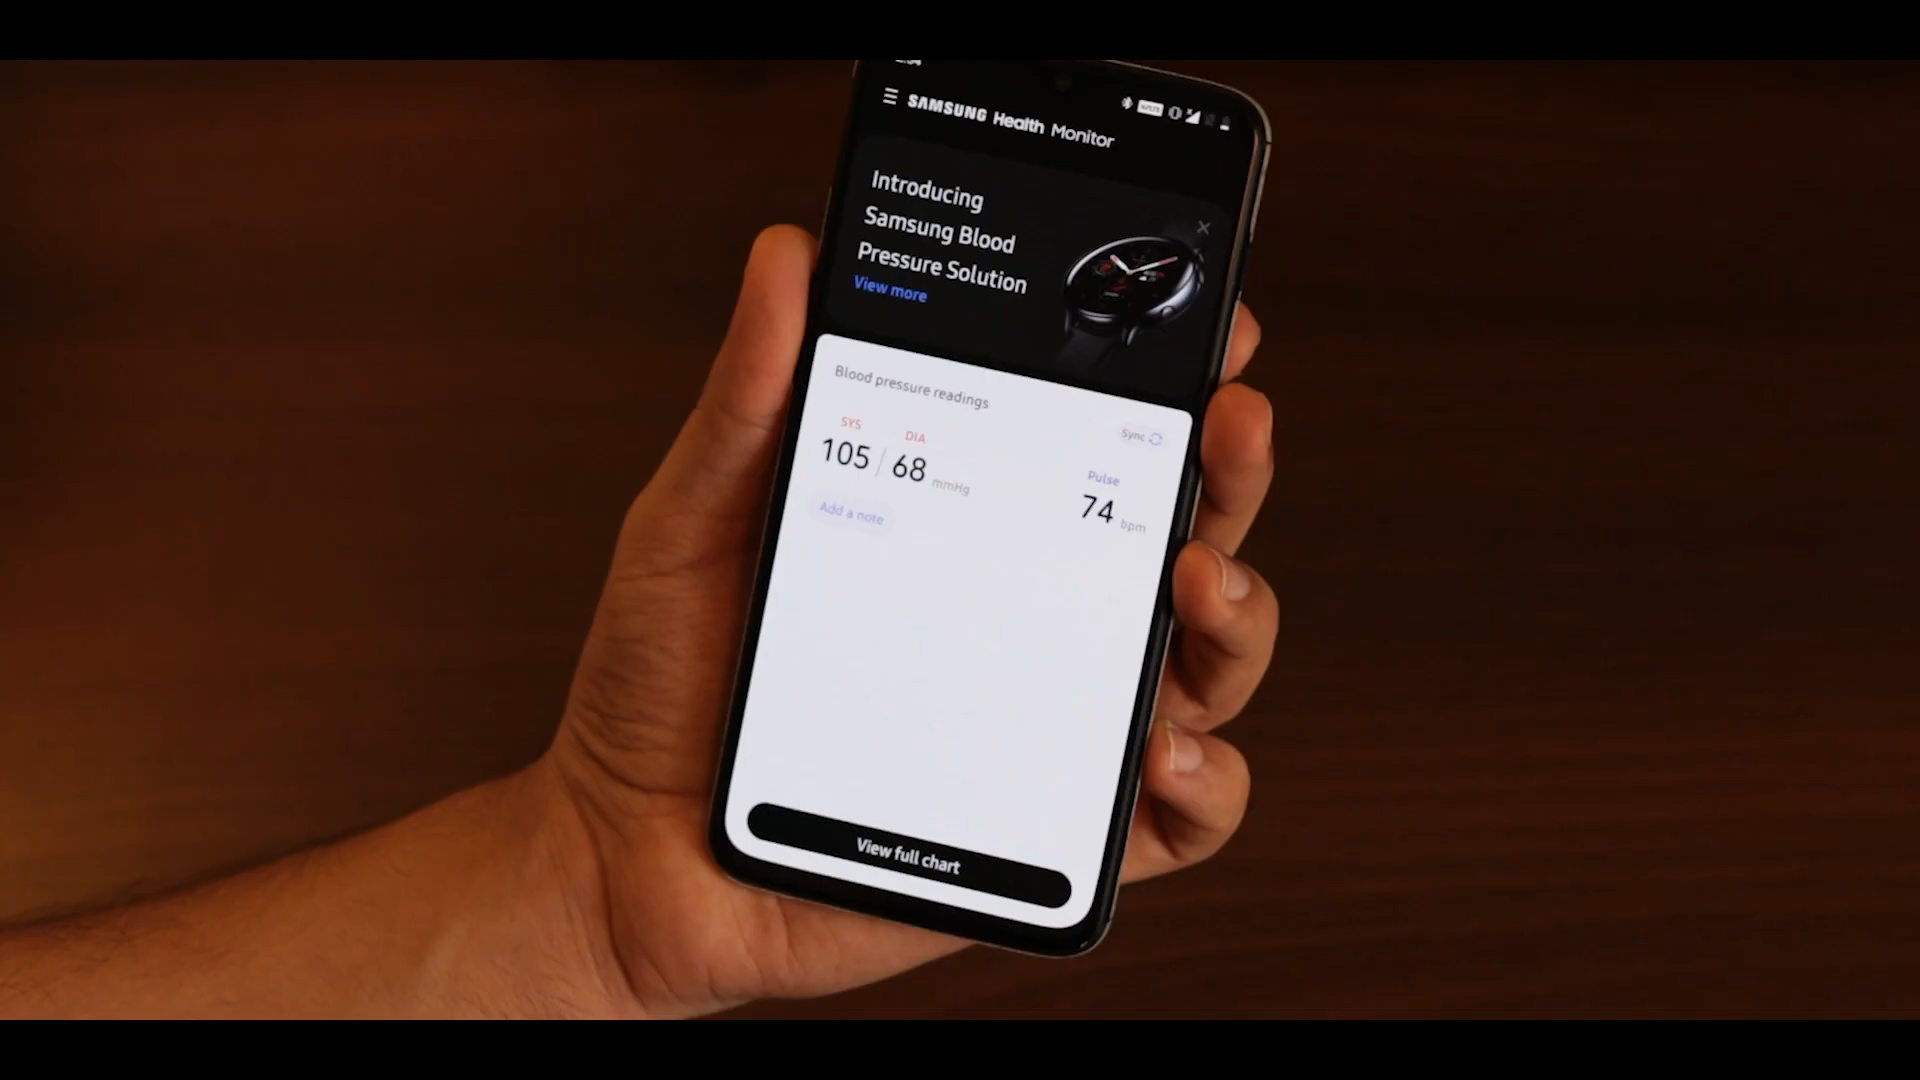 SAMSUNG Health Monitor
Introducing
Samsung Blood
Pressure Solution
View more
Blood pressure readings
Sync
SYS
DIA
105 / 68 mmHg
Pulse
74 bpm
Add a note
View full chart